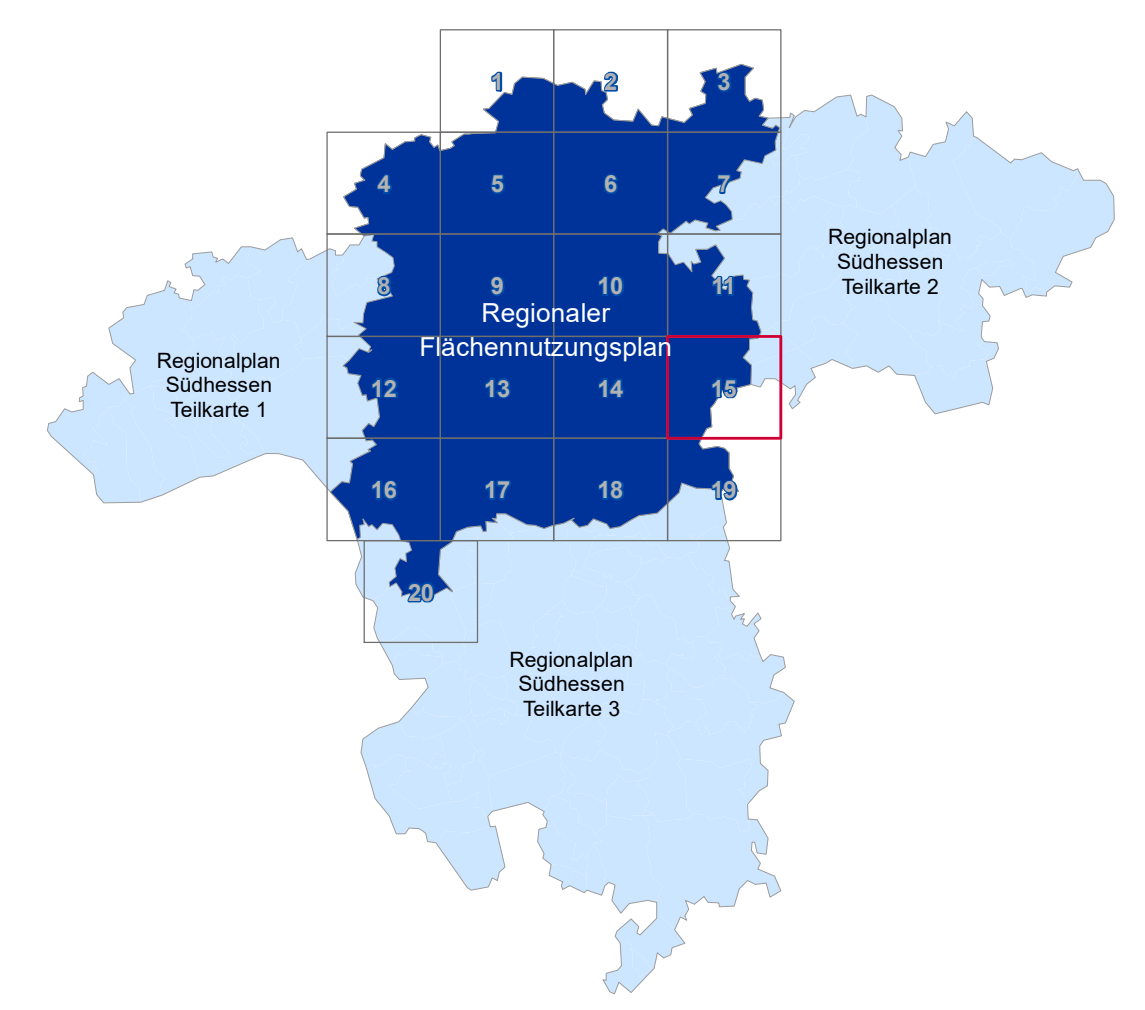 1
2
3
4
5
6
7
Regionalplan
Südhessen
Teilkarte 2
8
9
10
11
Regionaler
Flächennutzungsplan
Regionalplan
Südhessen
Teilkarte 1
12
13
14
15
16
17
18
19
20
Regionalplan
Südhessen
Teilkarte 3